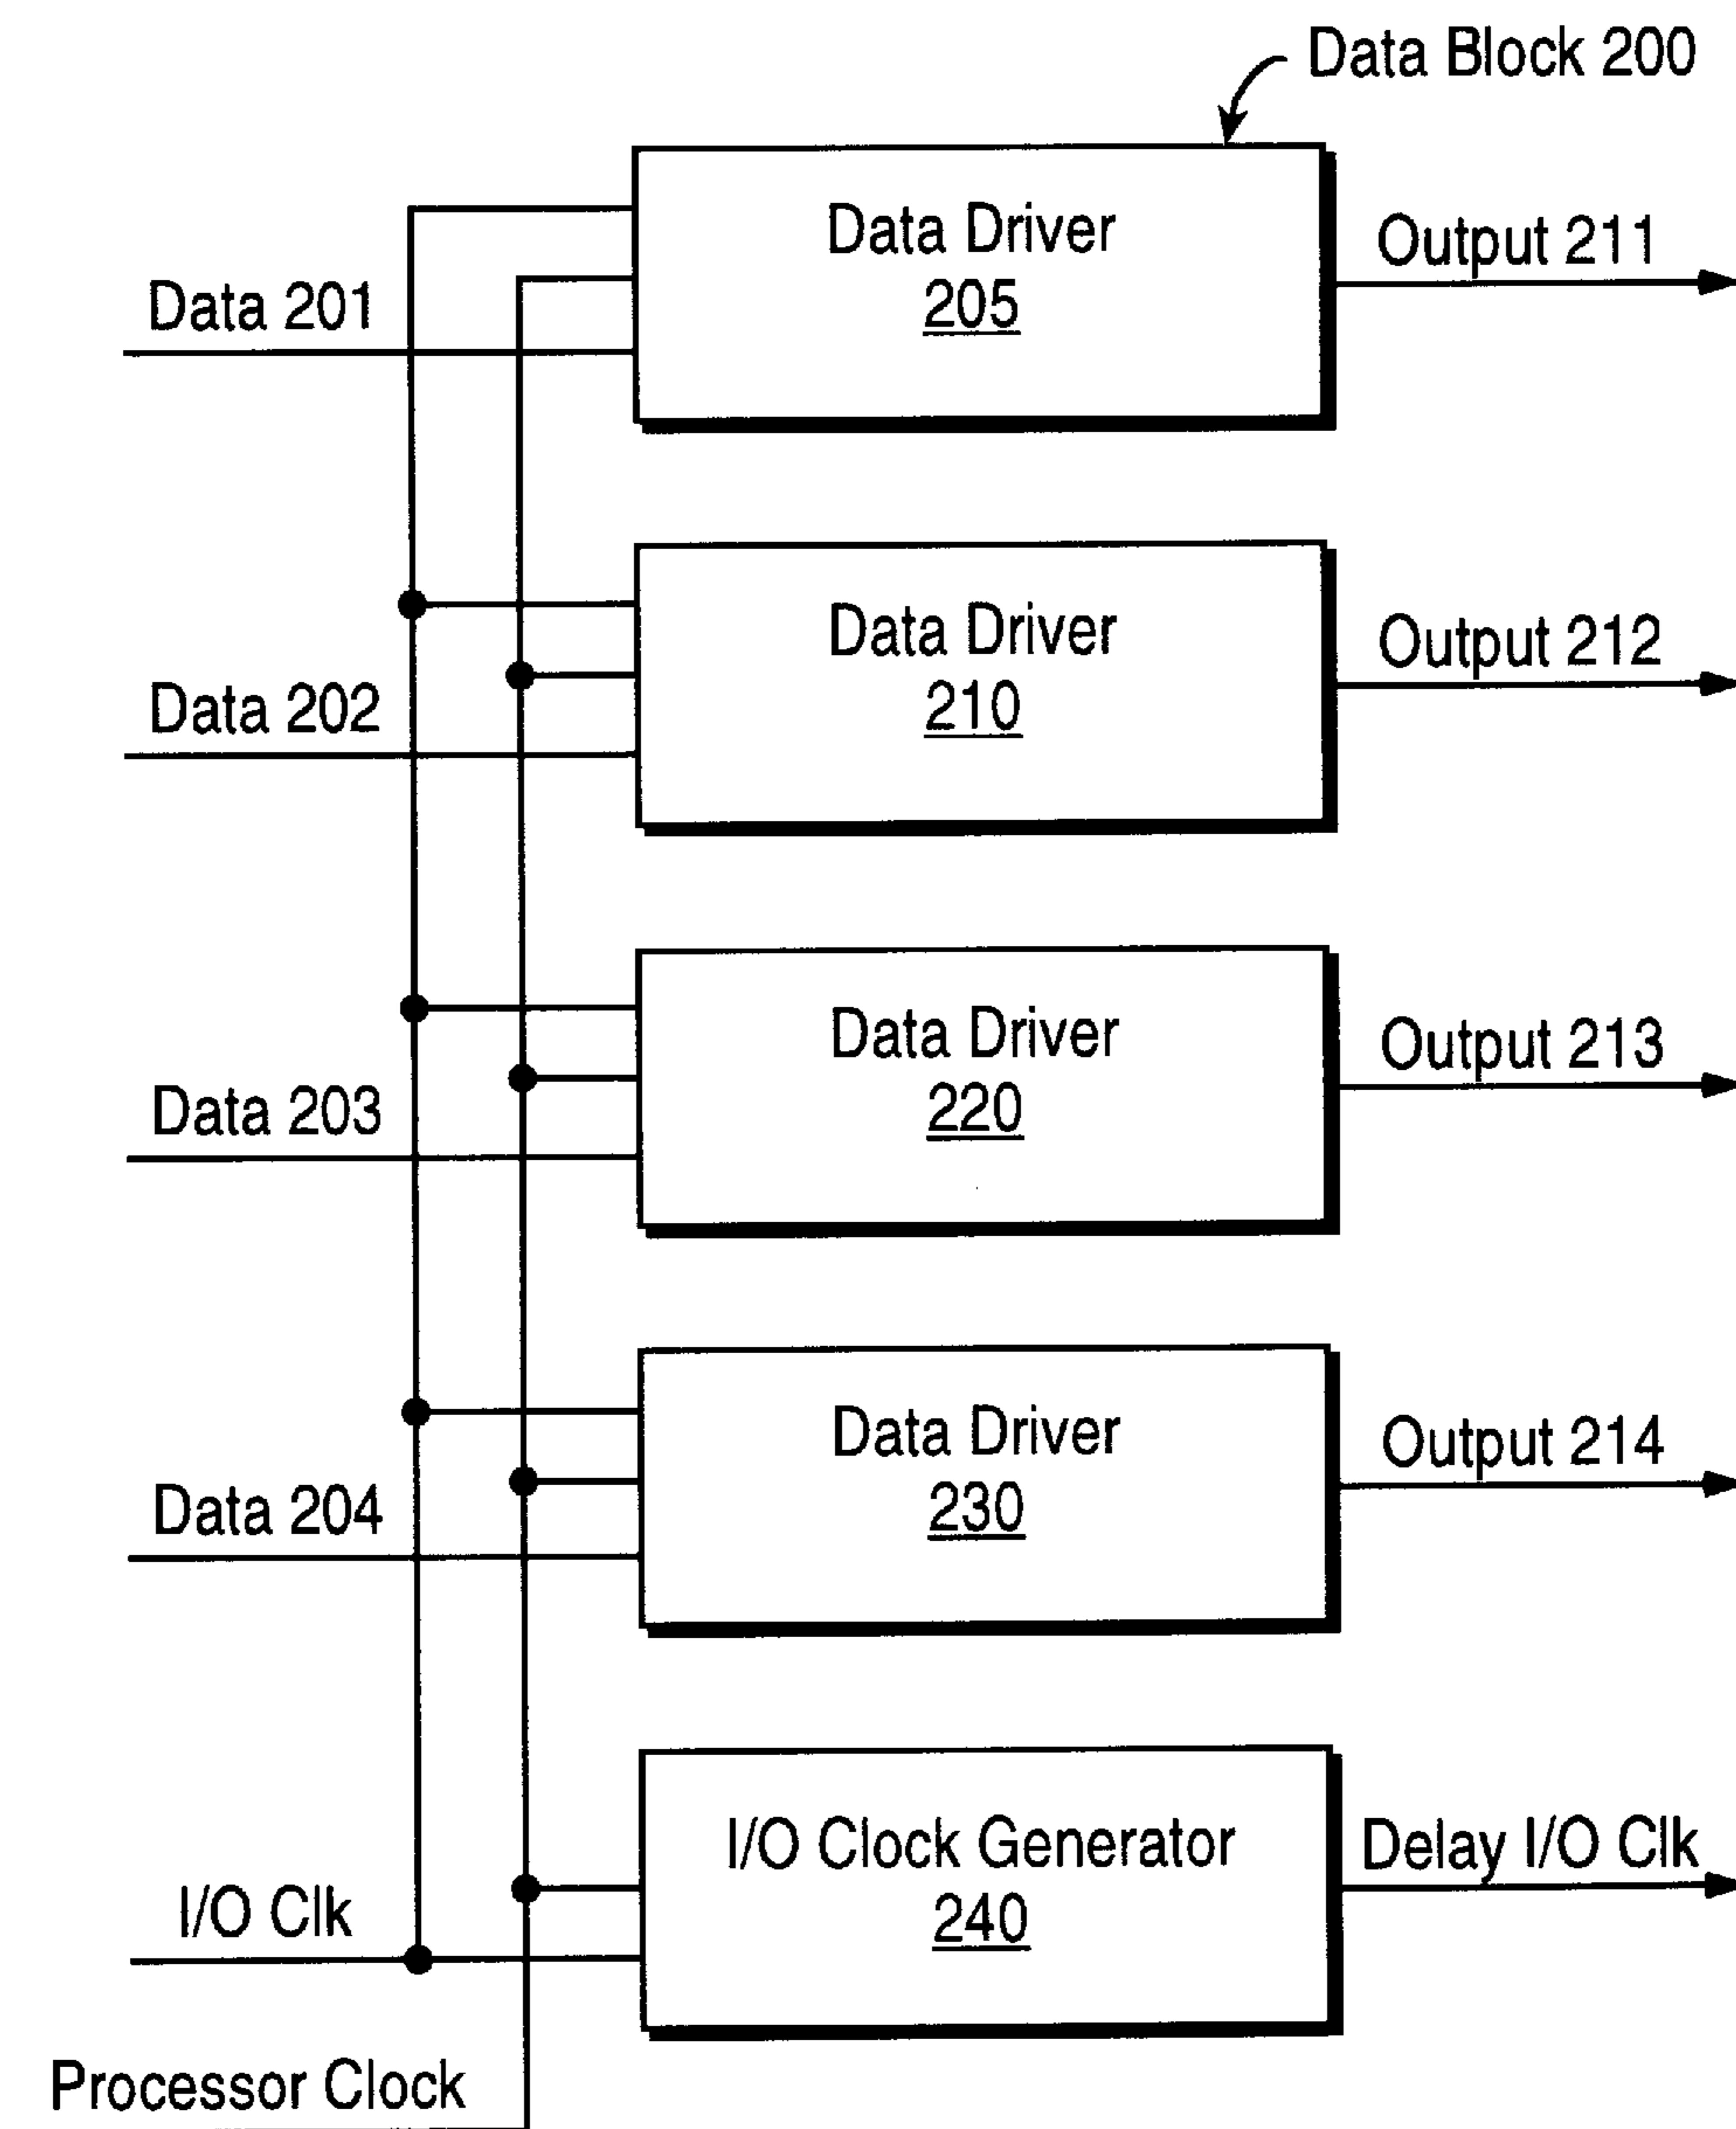 Data Block 200
Data Driver
205
Data 201
Output 211
Data Driver
210
Data 202
Output 212
Data Driver
220
Data 203
Output 213
Data Driver
230
Data 204
Output 214
I/O Clock Generator
240
I/O Clk
Delay I/O Clk
Processor Clock